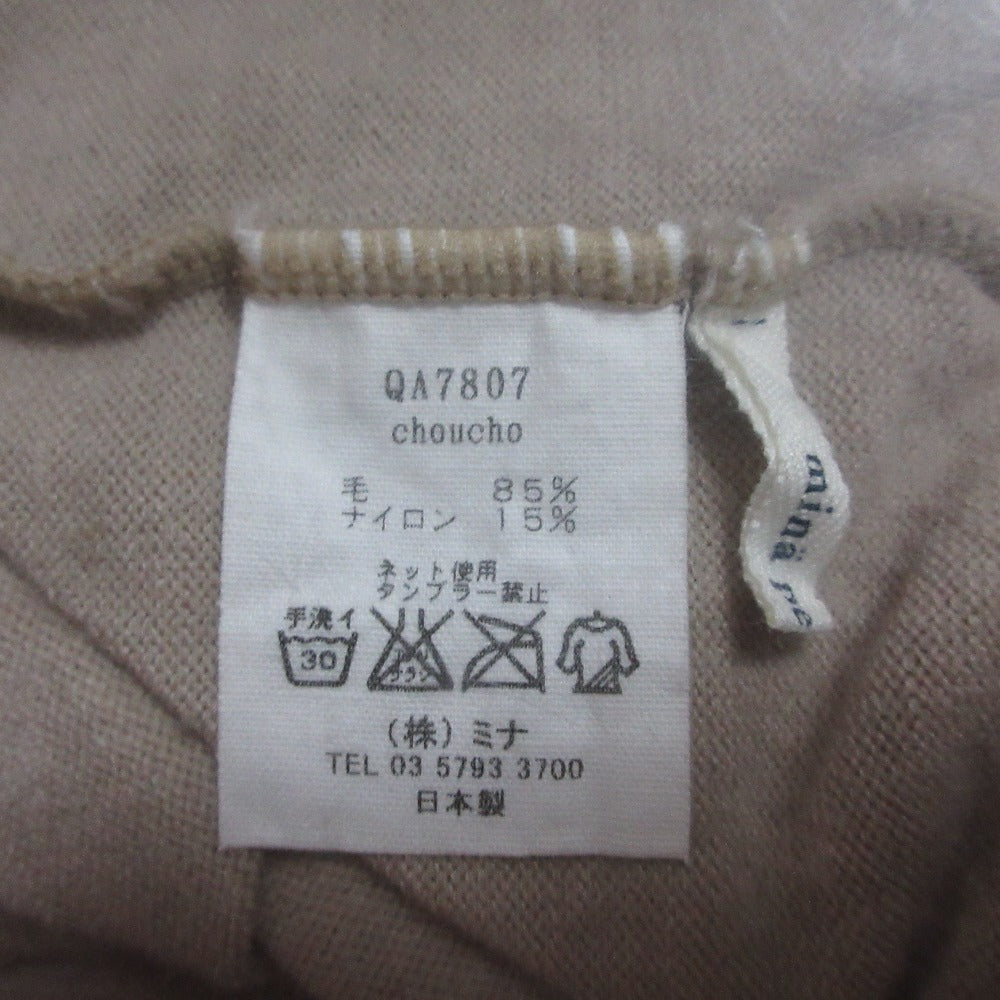 QA7807
choucho
毛 85%
ナイロン 15%
ネット使用
タンブラー禁止
手洗イ
30
(株)ミナ
TEL 03 5793 3700
日本製
minä pe